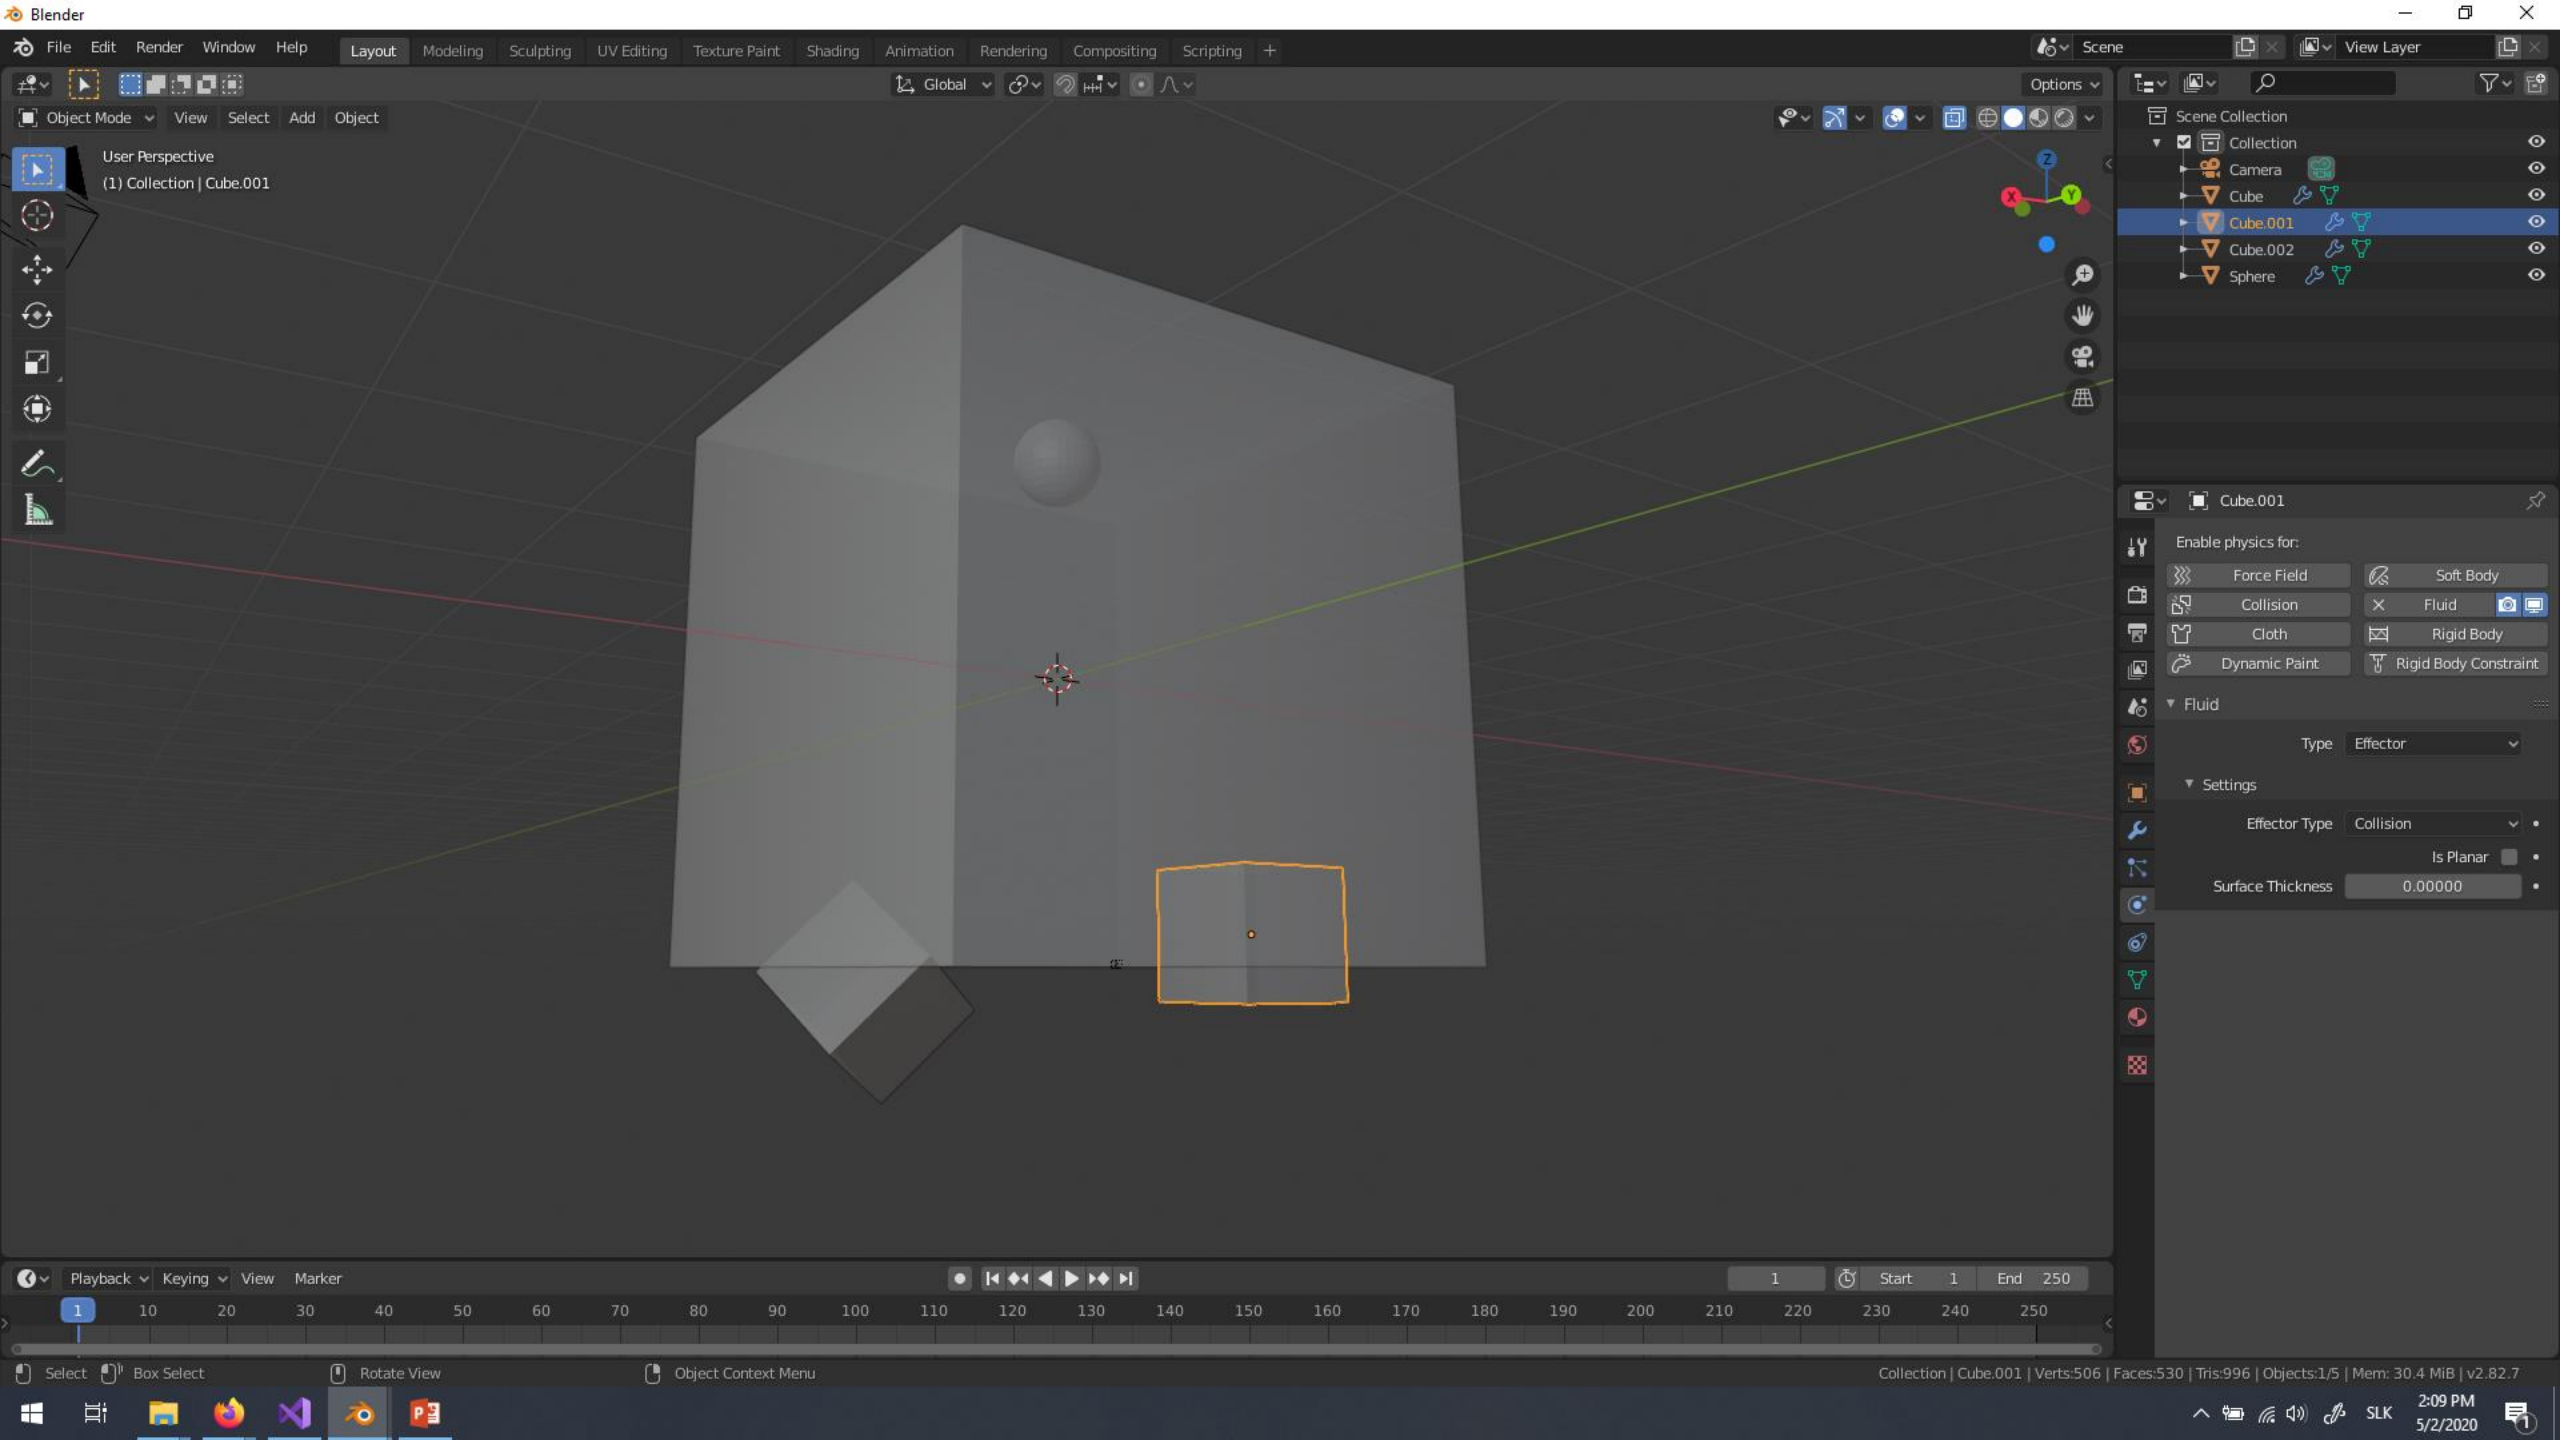 Blender
File Edit Render Window Help Layout Modeling Sculpting UV Editing Texture Paint Shading Animation Rendering Compositing Scripting + Scene View Layer
Global Options
Object Mode View Select Add Object
User Perspective
(1) Collection | Cube.001
Z
X
Y
Scene Collection
Collection
Camera
Cube
Cube.001
Cube.002
Sphere
Cube.001
Enable physics for:
Force Field Soft Body
Collision Fluid
Cloth Rigid Body
Dynamic Paint Rigid Body Constraint
Fluid
Type Effector
Settings
Effector Type Collision
Is Planar
Surface Thickness 0.00000
Playback Keying View Marker 1 Start 1 End 250
1 10 20 30 40 50 60 70 80 90 100 110 120 130 140 150 160 170 180 190 200 210 220 230 240 250
Select Box Select Rotate View Object Context Menu Collection | Cube.001 | Verts:506 | Faces:530 | Tris:996 | Objects:1/5 | Mem: 30.4 MiB | v2.82.7
SLK
2:09 PM
5/2/2020
1